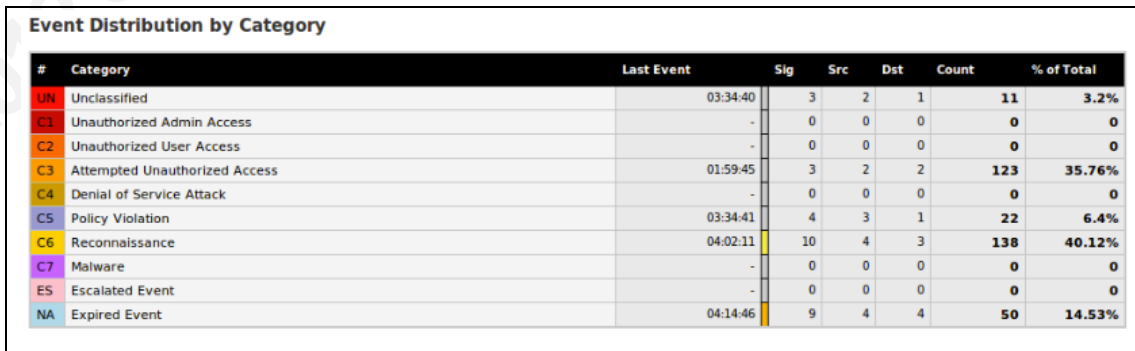 Event Distribution by Category
# Category Last Event Sig Src Dst Count % of Total
UN Unclassified 03:34:40 3 2 1 11 3.2%
C1 Unauthorized Admin Access - 0 0 0 0 0
C2 Unauthorized User Access - 0 0 0 0 0
C3 Attempted Unauthorized Access 01:59:45 3 2 2 123 35.76%
C4 Denial of Service Attack - 0 0 0 0 0
C5 Policy Violation 03:34:41 4 3 1 22 6.4%
C6 Reconnaissance 04:02:11 10 4 3 138 40.12%
C7 Malware - 0 0 0 0 0
ES Escalated Event - 0 0 0 0 0
NA Expired Event 04:14:46 9 4 4 50 14.53%